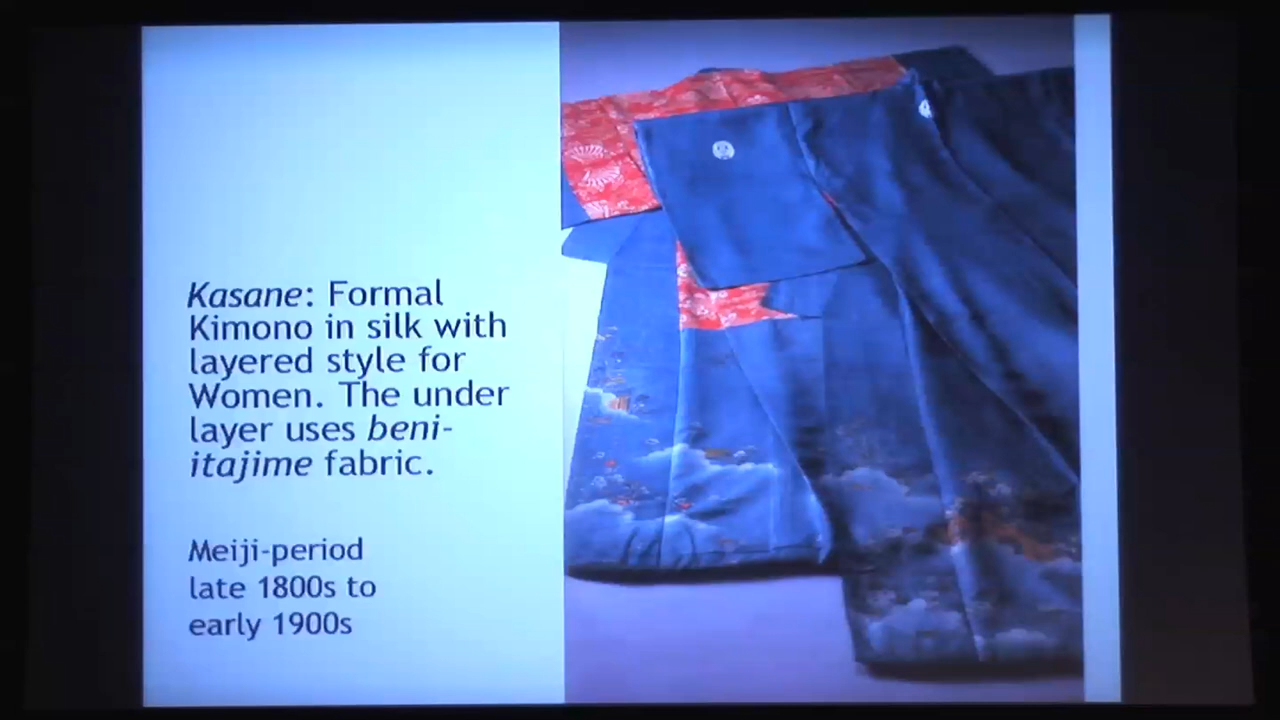 Kasane: Formal
Kimono in silk with
layered style for
Women. The under
layer uses beni-
itajime fabric.
Meiji-period
late 1800s to
early 1900s